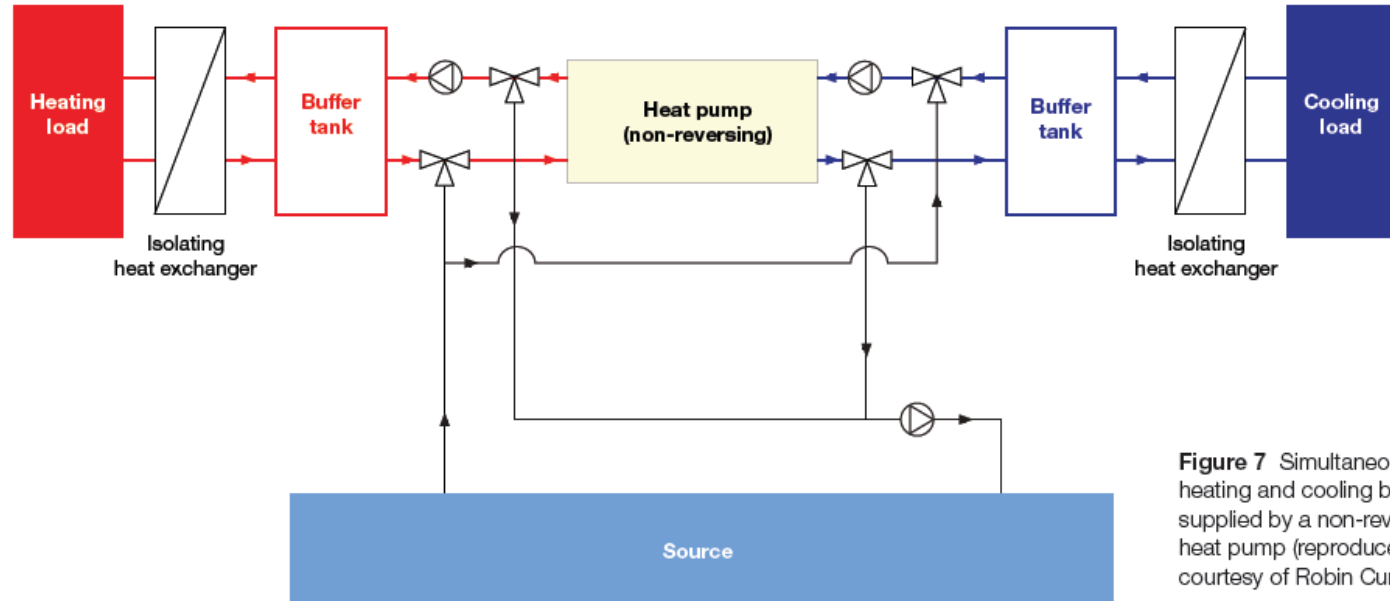 Heating
load
Isolating
heat exchanger
Buffer
tank
Heat pump
(non-reversing)
Buffer
tank
Isolating
heat exchanger
Cooling
load
Source
Figure 7 Simultaneo
heating and cooling b
supplied by a non-rev
heat pump (reproduce
courtesy of Robin Cur